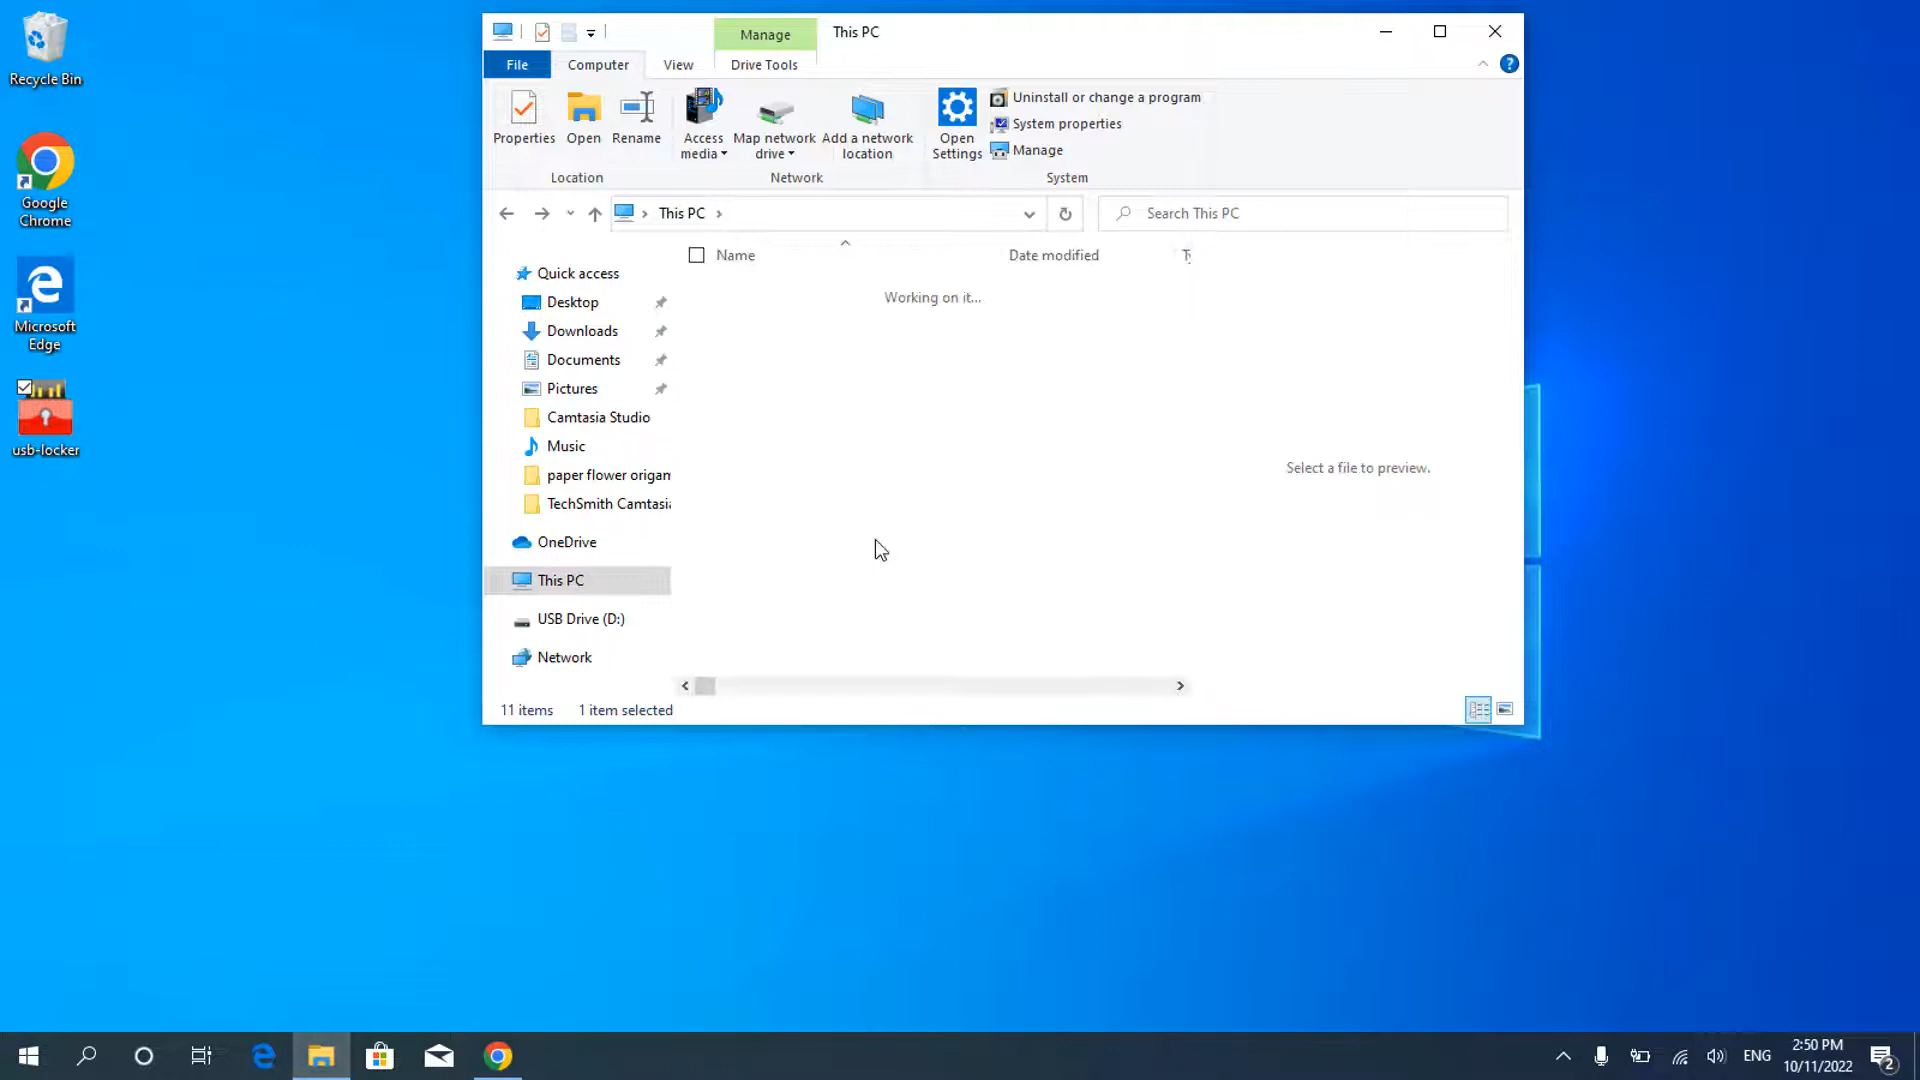 Recycle Bin
Google
Chrome
Microsoft
Edge
usb-locker
Manage
This PC
File
Computer
View
Drive Tools
Properties
Open
Rename
Access
media
Map network
drive
Add a network
location
Open
Settings
Uninstall or change a program
System properties
Manage
Location
Network
System
This PC
Search This PC
Name
Date modified
Ty
Working on it...
Quick access
Desktop
Downloads
Documents
Pictures
Camtasia Studio
Music
paper flower origam
TechSmith Camtasia
OneDrive
This PC
USB Drive (D:)
Network
Select a file to preview.
11 items
1 item selected
ENG
2:50 PM
10/11/2022
2